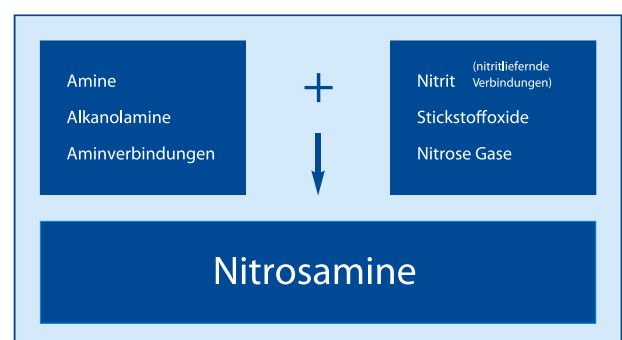 Amine
Alkanolamine
Aminverbindungen
+
Nitrit (nitritliefernde
Verbindungen)
Stickstoffoxide
Nitrose Gase
Nitrosamine